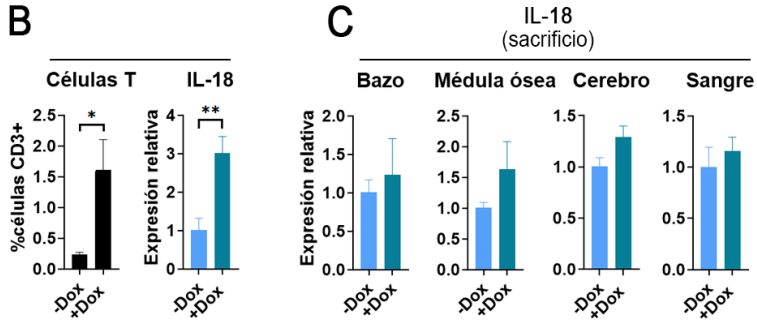 B
Células T
%células CD3+
2.5
2.0
1.5
1.0
0.5
0.0
*
-Dox
+Dox
IL-18
Expresión relativa
4
3
2
1
0
**
-Dox
+Dox
C
IL-18
(sacrificio)
Bazo
Expresión relativa
2.0
1.5
1.0
0.5
0.0
-Dox
+Dox
Médula ósea
2.5
2.0
1.5
1.0
0.5
0.0
-Dox
+Dox
Cerebro
1.5
1.0
0.5
0.0
-Dox
+Dox
Sangre
1.5
1.0
0.5
0.0
-Dox
+Dox